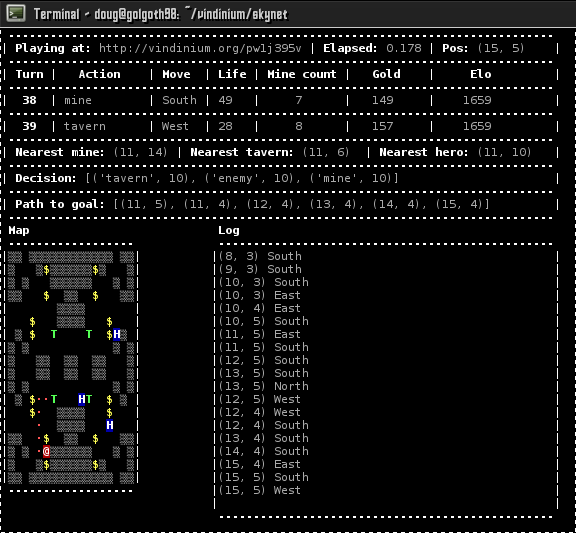 Terminal - doug@golgoth98: ~/vindinium/skynet
Playing at: http://vindinium.org/pw1j395v | Elapsed: 0.178 | Pos: (15, 5)
Turn | Action | Move | Life | Mine count | Gold | Elo
38 | mine | South | 49 | 7 | 149 | 1659
39 | tavern | West | 28 | 8 | 157 | 1659
Nearest mine: (11, 14) | Nearest tavern: (11, 6) | Nearest hero: (11, 10)
Decision: [('tavern', 10), ('enemy', 10), ('mine', 10)]
Path to goal: [(11, 5), (11, 4), (12, 4), (13, 4), (14, 4), (15, 4)]
Map Log
(8, 3) South
$ $ (9, 3) South
(10, 3) South
$ $ (10, 3) East
(10, 4) East
$ $ (10, 5) South
$ T T $H (11, 5) East
(11, 5) South
(12, 5) South
(13, 5) South
(13, 5) North
$ T HT $ (12, 5) West
$ $ (12, 4) West
H (12, 4) South
$ $ (13, 4) South
@ (14, 4) South
$ $ (15, 4) East
(15, 5) South
(15, 5) West